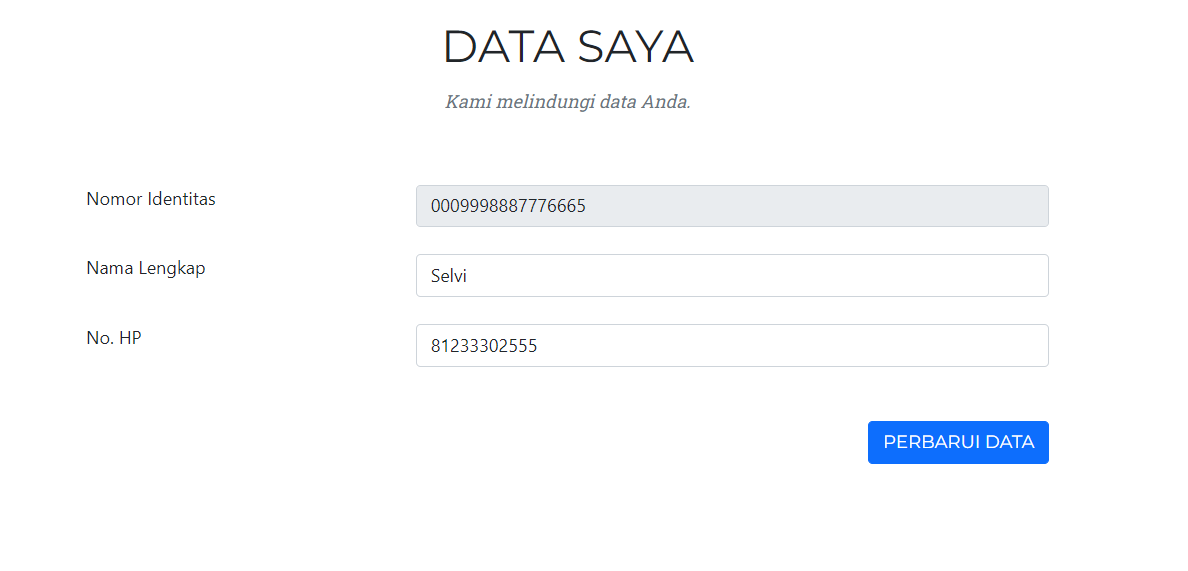 DATA SAYA
Kami melindungi data Anda.
Nomor Identitas 0009998887776665
Nama Lengkap Selvi
No. HP 81233302555
PERBARUI DATA